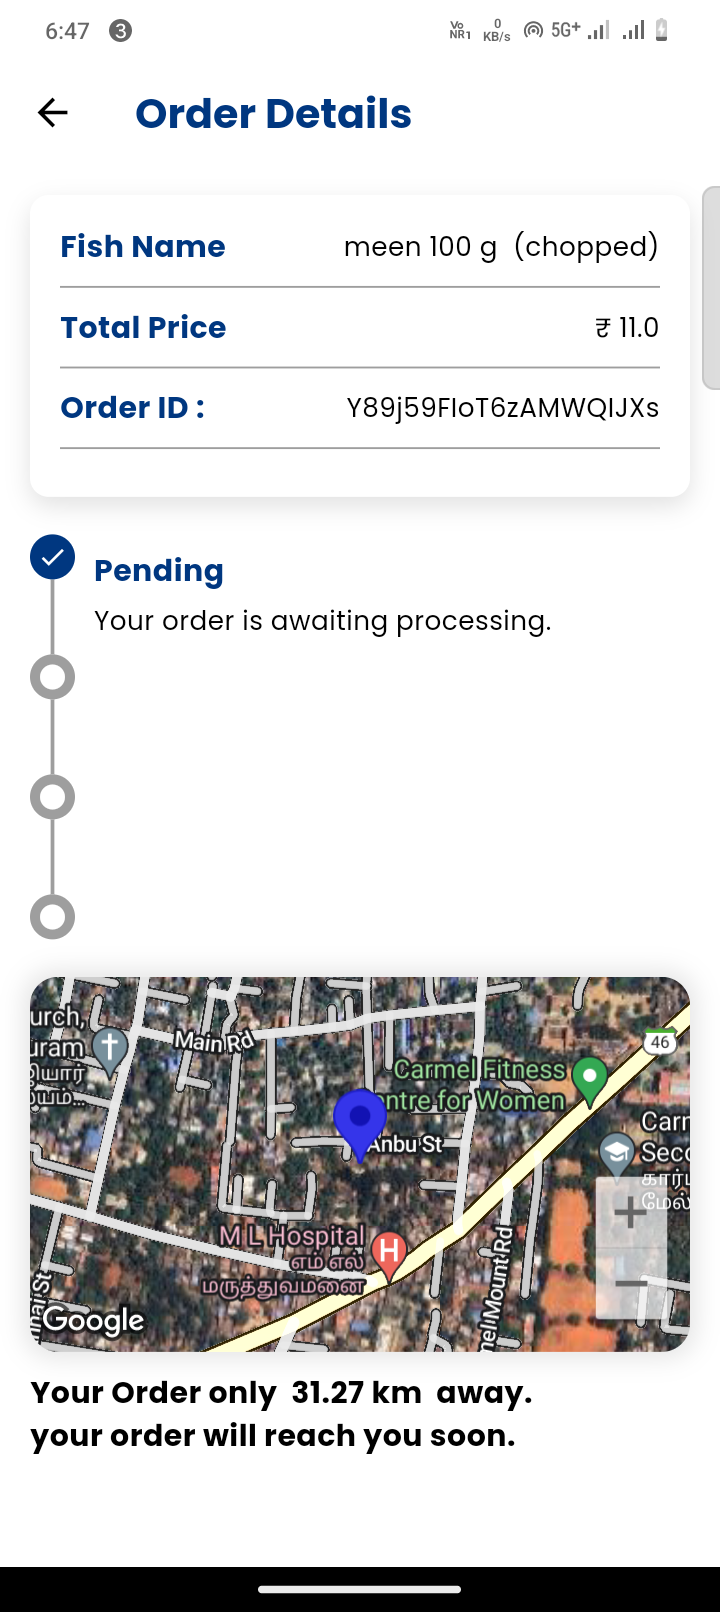 6:47 3 Vo NR1 0 KB/s 5G+
Order Details
Fish Name meen 100 g (chopped)
Total Price ₹ 11.0
Order ID : Y89j59FIoT6zAMWQIJXs
Pending
Your order is awaiting processing.
urch,
uram
Main Rd
46
Carmel Fitness
ntre for Women
Anbu St
Carr
Secc
கார்
மேல்
M L Hospital
எம் எல்
மருத்துவமனை
nel Mount Rd
Google
+
−
Your Order only 31.27 km away.
your order will reach you soon.